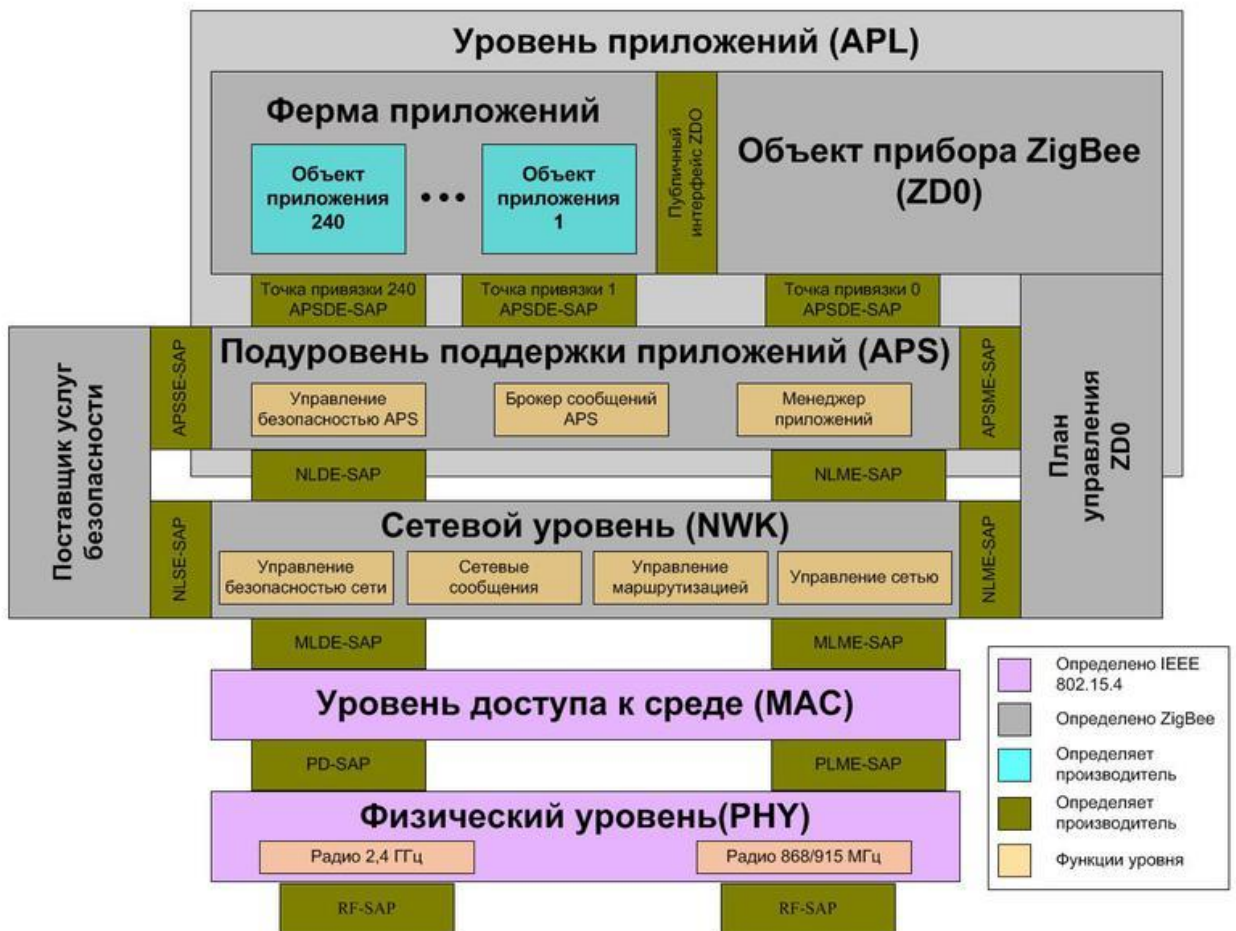 Уровень приложений (APL)
Ферма приложений
Объект
приложения
240
•••
Объект
приложения
1
Публичный
интерфейс ZDO
Объект прибора ZigBee
(ZD0)
Точка привязки 240
APSDE-SAP
Точка привязки 1
APSDE-SAP
Точка привязки 0
APSDE-SAP
Поставщик услуг
безопасности
APSSE-SAP
Подуровень поддержки приложений (APS)
Управление
безопасностью APS
Брокер сообщений
APS
Менеджер
приложений
APSME-SAP
План
управления
ZD0
NLDE-SAP
NLME-SAP
NLSE-SAP
Сетевой уровень (NWK)
Управление
безопасностью сети
Сетевые
сообщения
Управление
маршрутизацией
Управление сетью
NLME-SAP
MLDE-SAP
MLME-SAP
Уровень доступа к среде (MAC)
PD-SAP
PLME-SAP
Физический уровень(PHY)
Радио 2,4 ГГц
Радио 868/915 МГц
RF-SAP
RF-SAP
Определено IEEE
802.15.4
Определено ZigBee
Определяет
производитель
Определяет
производитель
Функции уровня